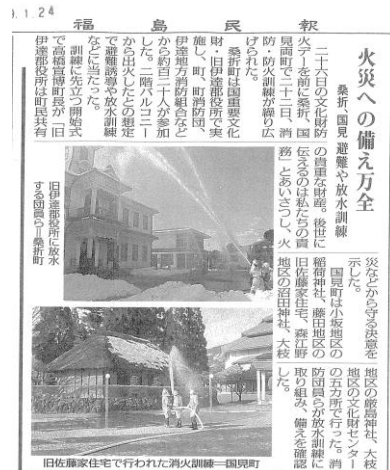 9.1.24
福島民報
火災への備え万全
桑折、国見 避難や放水訓練
二十六日の文化財防
火デーを前に桑折、国
見両町で二十二日、消
防・防火訓練が繰り広
げられた。
桑折町は国重要文化
財・旧伊達郡役所で実
施し、町、町消防団、
伊達地方消防組合など
から約百二十人が参加
した。二階バルコニー
から出火したとの想定
で避難誘導や放水訓練
などに当たった。
訓練に先立つ開始式
で高橋宣博町長が「旧
伊達郡役所は町民共有
の貴重な財産。後世に
伝えるのは私たちの責
務」とあいさつし、火
災などから守る決意を
示した。
国見町は小坂地区の
稲荷神社、藤田地区の
旧佐藤家住宅、森江野
地区の沼田神社、大枝
地区の厳島神社、大枝
地区の文化財センター
の五カ所で行った。消
防団員らが放水訓練に
取り組み、備えを確認
した。
旧伊達郡役所に放水
する団員ら＝桑折町
旧佐藤家住宅で行われた消火訓練＝国見町